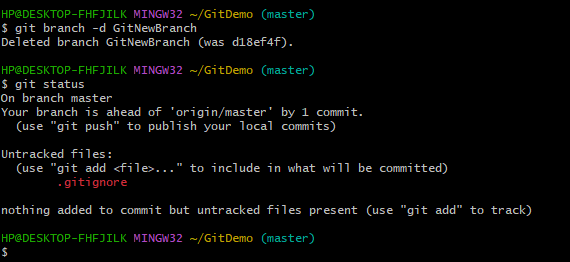 HP@DESKTOP-FHFJILK MINGW32 ~/GitDemo (master)
$ git branch -d GitNewBranch
Deleted branch GitNewBranch (was d18ef4f).
HP@DESKTOP-FHFJILK MINGW32 ~/GitDemo (master)
$ git status
On branch master
Your branch is ahead of 'origin/master' by 1 commit.
  (use "git push" to publish your local commits)
Untracked files:
  (use "git add <file>..." to include in what will be committed)
        .gitignore
nothing added to commit but untracked files present (use "git add" to track)
HP@DESKTOP-FHFJILK MINGW32 ~/GitDemo (master)
$